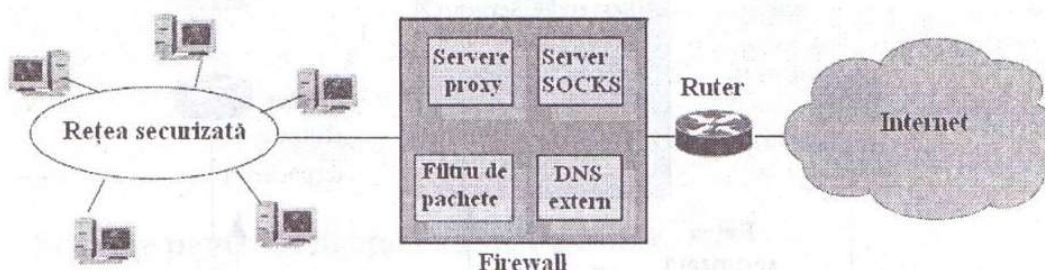 Servere
proxy
Server
SOCKS
Ruter
Rețea securizată
Internet
Filtru de
pachete
DNS
extern
Firewall